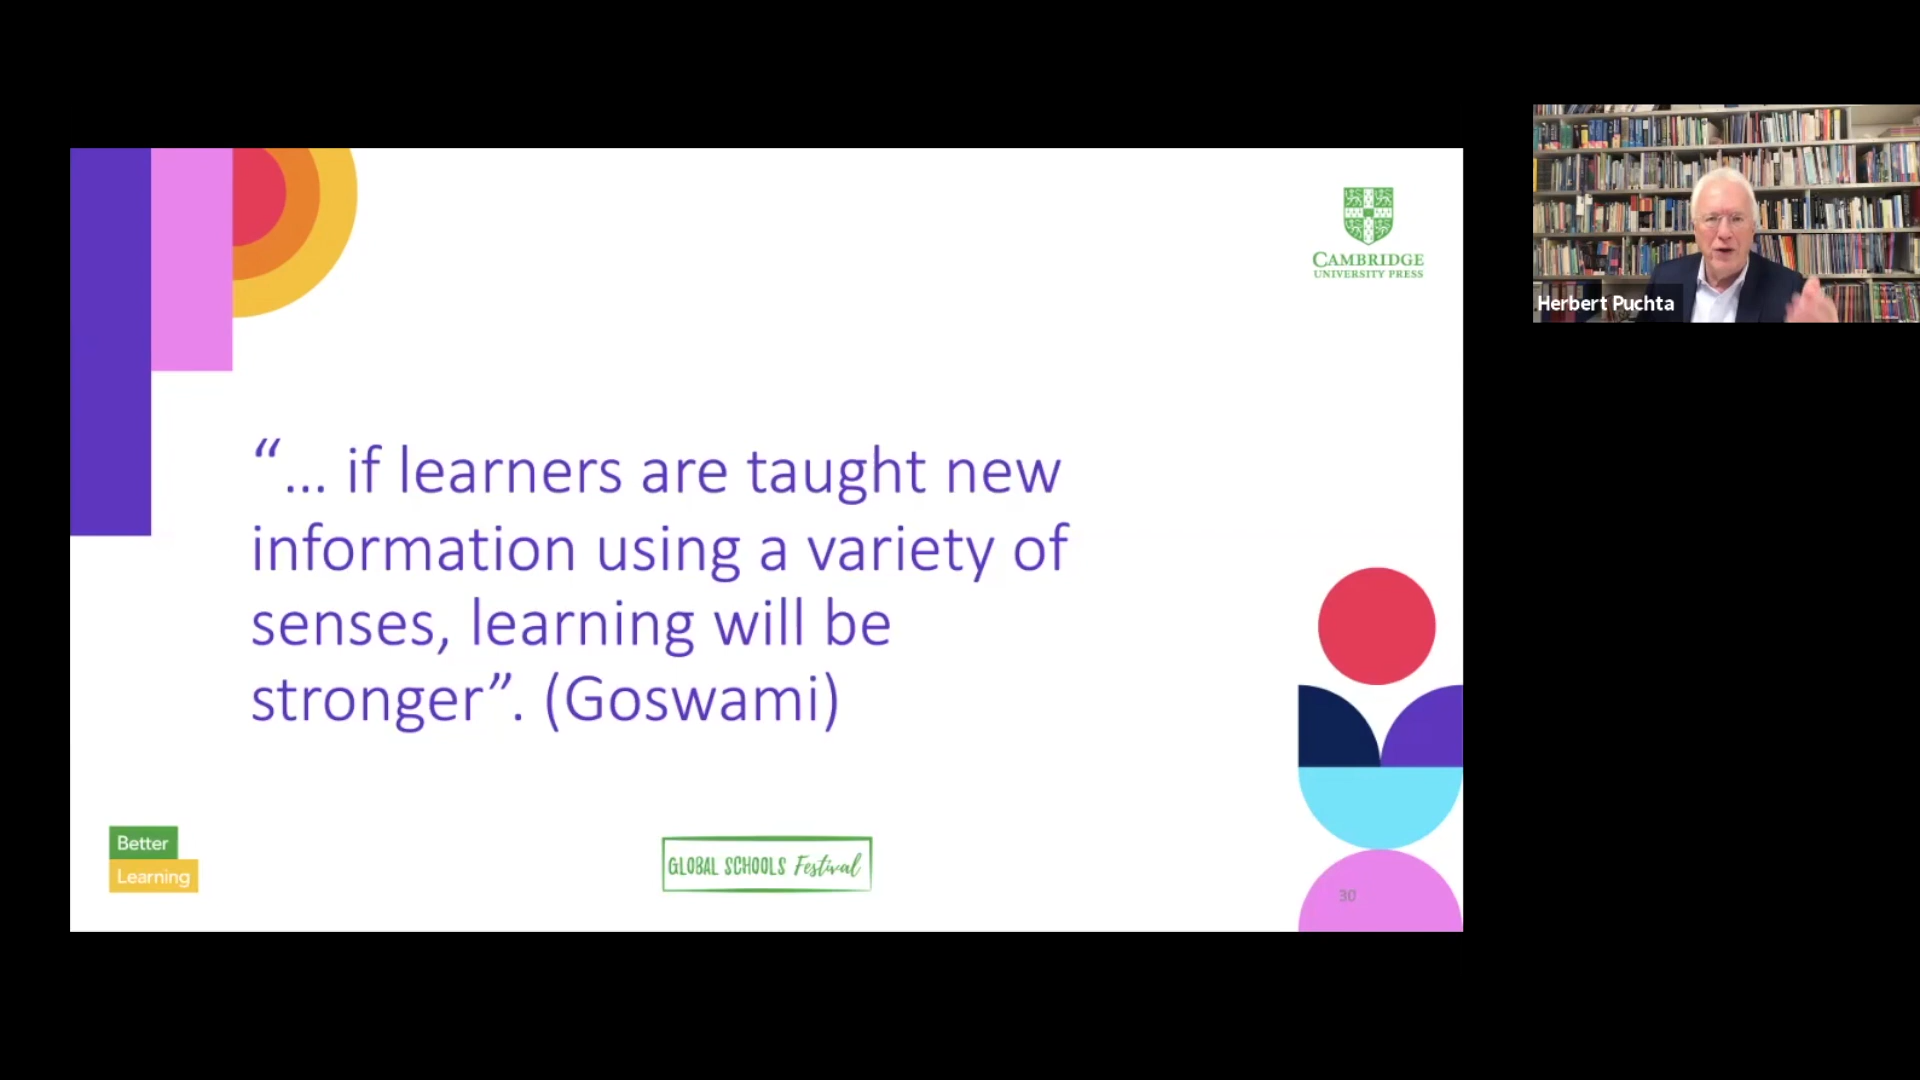 CAMBRIDGE
UNIVERSITY PRESS
Herbert Puchta
“... if learners are taught new
information using a variety of
senses, learning will be
stronger”. (Goswami)
Better
Learning
GLOBAL SCHOOLS Festival
30